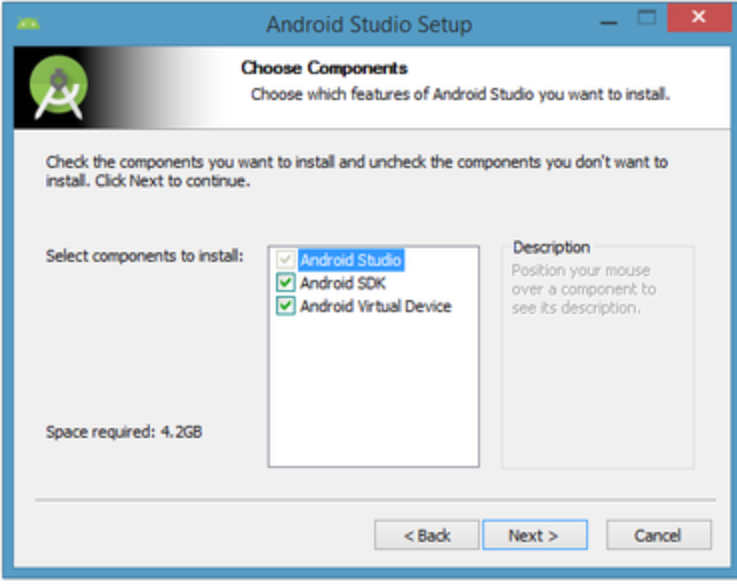 Android Studio Setup
Choose Components
Choose which features of Android Studio you want to install.
Check the components you want to install and uncheck the components you don't want to
install. Click Next to continue.
Select components to install:
Android Studio
Android SDK
Android Virtual Device
Description
Position your mouse
over a component to
see its description.
Space required: 4.2GB
< Back
Next >
Cancel